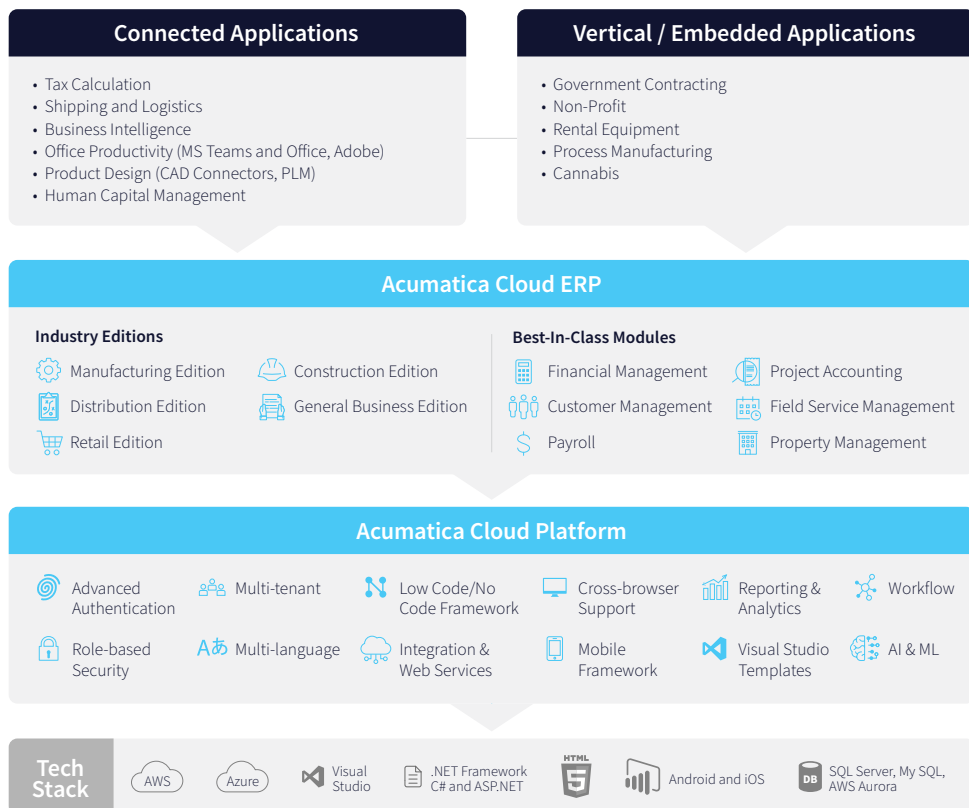 Connected Applications
• Tax Calculation
• Shipping and Logistics
• Business Intelligence
• Office Productivity (MS Teams and Office, Adobe)
• Product Design (CAD Connectors, PLM)
• Human Capital Management
Vertical / Embedded Applications
• Government Contracting
• Non-Profit
• Rental Equipment
• Process Manufacturing
• Cannabis
Acumatica Cloud ERP
Industry Editions
Manufacturing Edition
Construction Edition
Distribution Edition
General Business Edition
Retail Edition
Best-In-Class Modules
Financial Management
Project Accounting
Customer Management
Field Service Management
Payroll
Property Management
Acumatica Cloud Platform
Advanced
Authentication
Multi-tenant
Low Code/No
Code Framework
Cross-browser
Support
Reporting &
Analytics
Workflow
Role-based
Security
Aあ Multi-language
Integration &
Web Services
Mobile
Framework
Visual Studio
Templates
AI & ML
Tech
Stack
AWS
Azure
Visual
Studio
.NET Framework
C# and ASP.NET
HTML
5
Android and iOS
DB
SQL Server, My SQL,
AWS Aurora